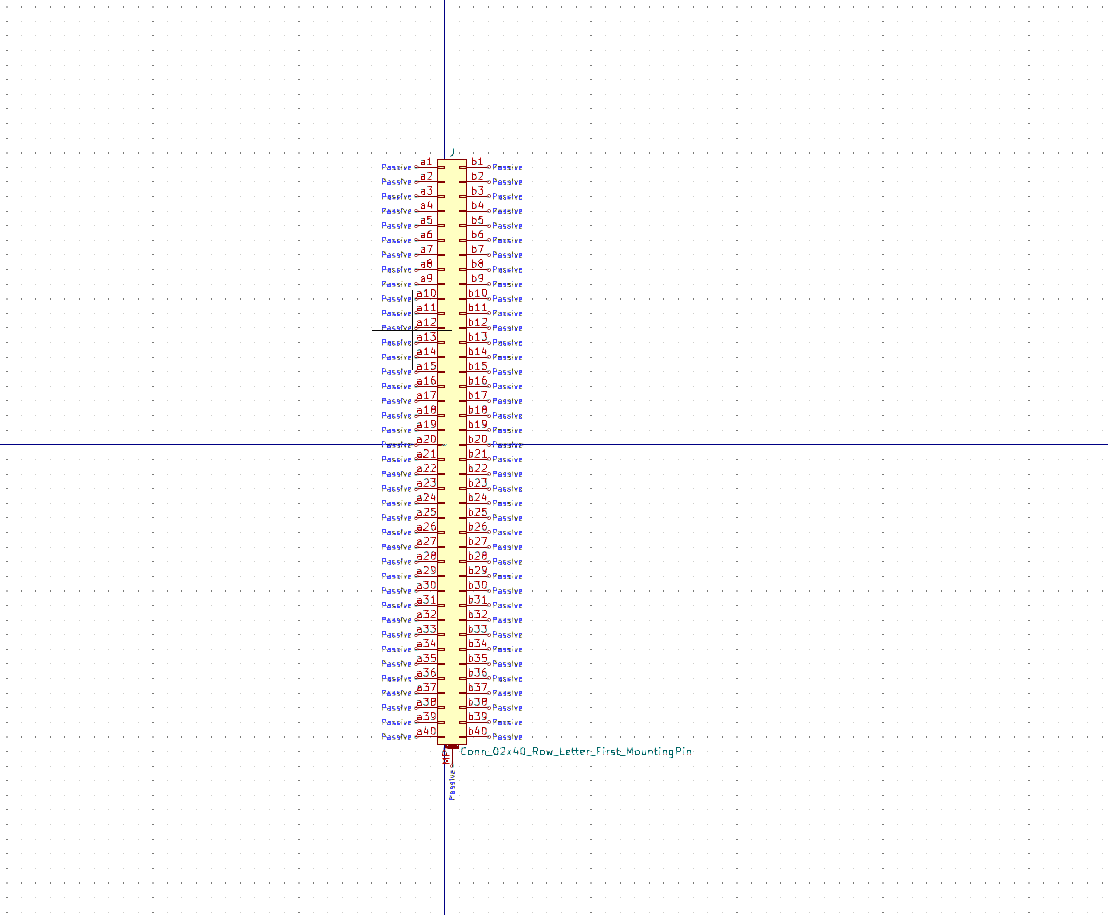 J
Passive a1 b1 Passive
Passive a2 b2 Passive
Passive a3 b3 Passive
Passive a4 b4 Passive
Passive a5 b5 Passive
Passive a6 b6 Passive
Passive a7 b7 Passive
Passive a8 b8 Passive
Passive a9 b9 Passive
Passive a10 b10 Passive
Passive a11 b11 Passive
Passive a12 b12 Passive
Passive a13 b13 Passive
Passive a14 b14 Passive
Passive a15 b15 Passive
Passive a16 b16 Passive
Passive a17 b17 Passive
Passive a18 b18 Passive
Passive a19 b19 Passive
Passive a20 b20 Passive
Passive a21 b21 Passive
Passive a22 b22 Passive
Passive a23 b23 Passive
Passive a24 b24 Passive
Passive a25 b25 Passive
Passive a26 b26 Passive
Passive a27 b27 Passive
Passive a28 b28 Passive
Passive a29 b29 Passive
Passive a30 b30 Passive
Passive a31 b31 Passive
Passive a32 b32 Passive
Passive a33 b33 Passive
Passive a34 b34 Passive
Passive a35 b35 Passive
Passive a36 b36 Passive
Passive a37 b37 Passive
Passive a38 b38 Passive
Passive a39 b39 Passive
Passive a40 b40 Passive
MP Conn_02x40_Row_Letter_First_MountingPin
Passive